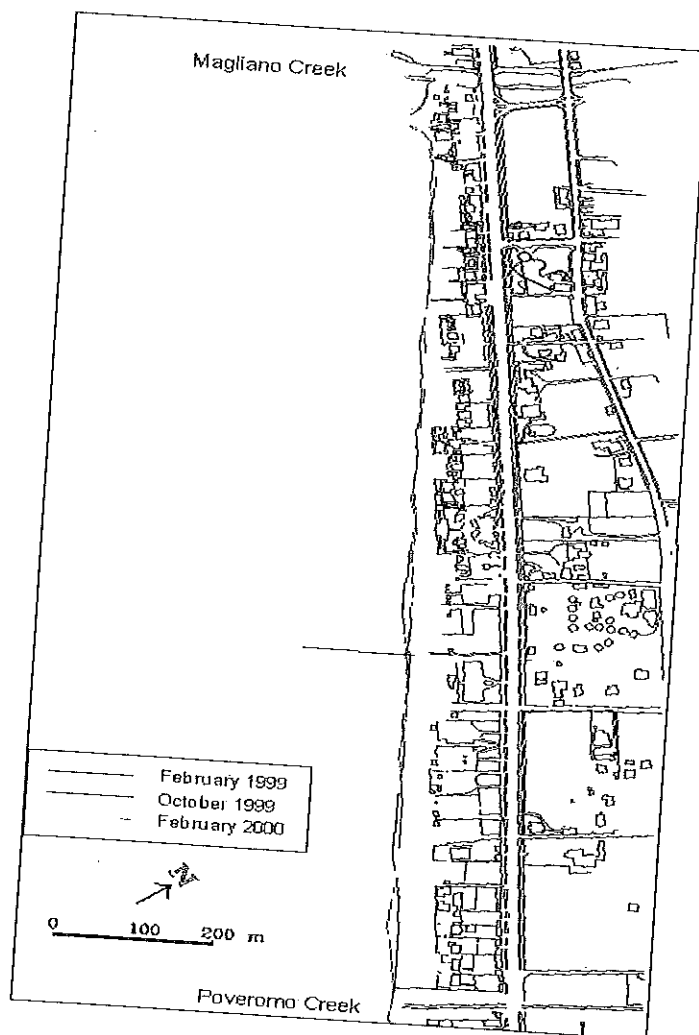 Magliano Creek
February 1999
October 1999
February 2000
N
0 100 200 m
Poveromo Creek